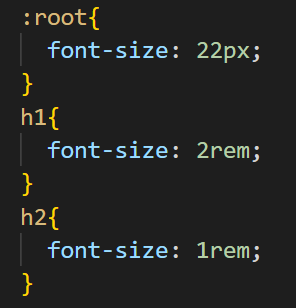 :root{
  font-size: 22px;
}
h1{
  font-size: 2rem;
}
h2{
  font-size: 1rem;
}